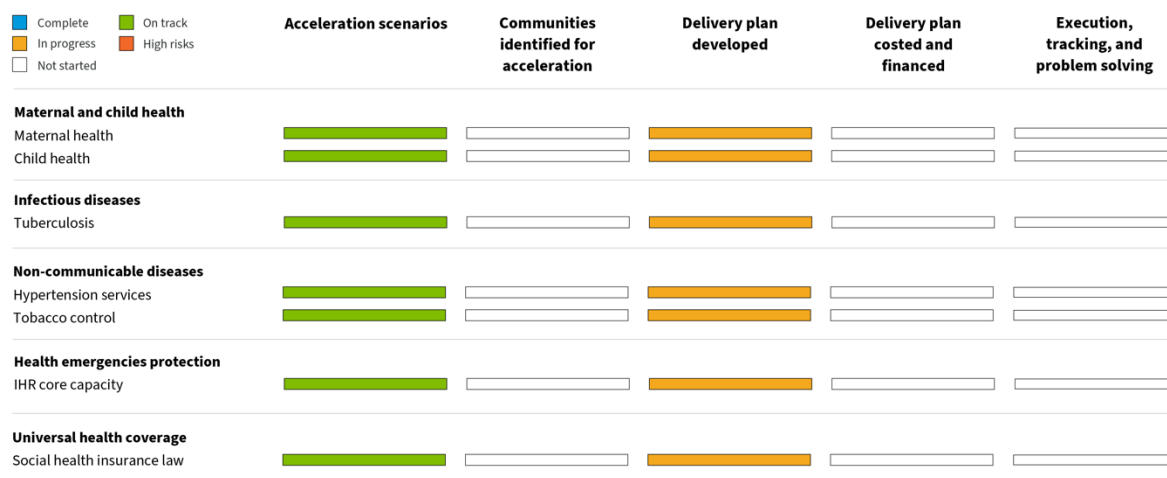 Complete
On track
In progress
High risks
Not started
Acceleration scenarios
Communities
identified for
acceleration
Delivery plan
developed
Delivery plan
costed and
financed
Execution,
tracking, and
problem solving
Maternal and child health
Maternal health
Child health
Infectious diseases
Tuberculosis
Non-communicable diseases
Hypertension services
Tobacco control
Health emergencies protection
IHR core capacity
Universal health coverage
Social health insurance law